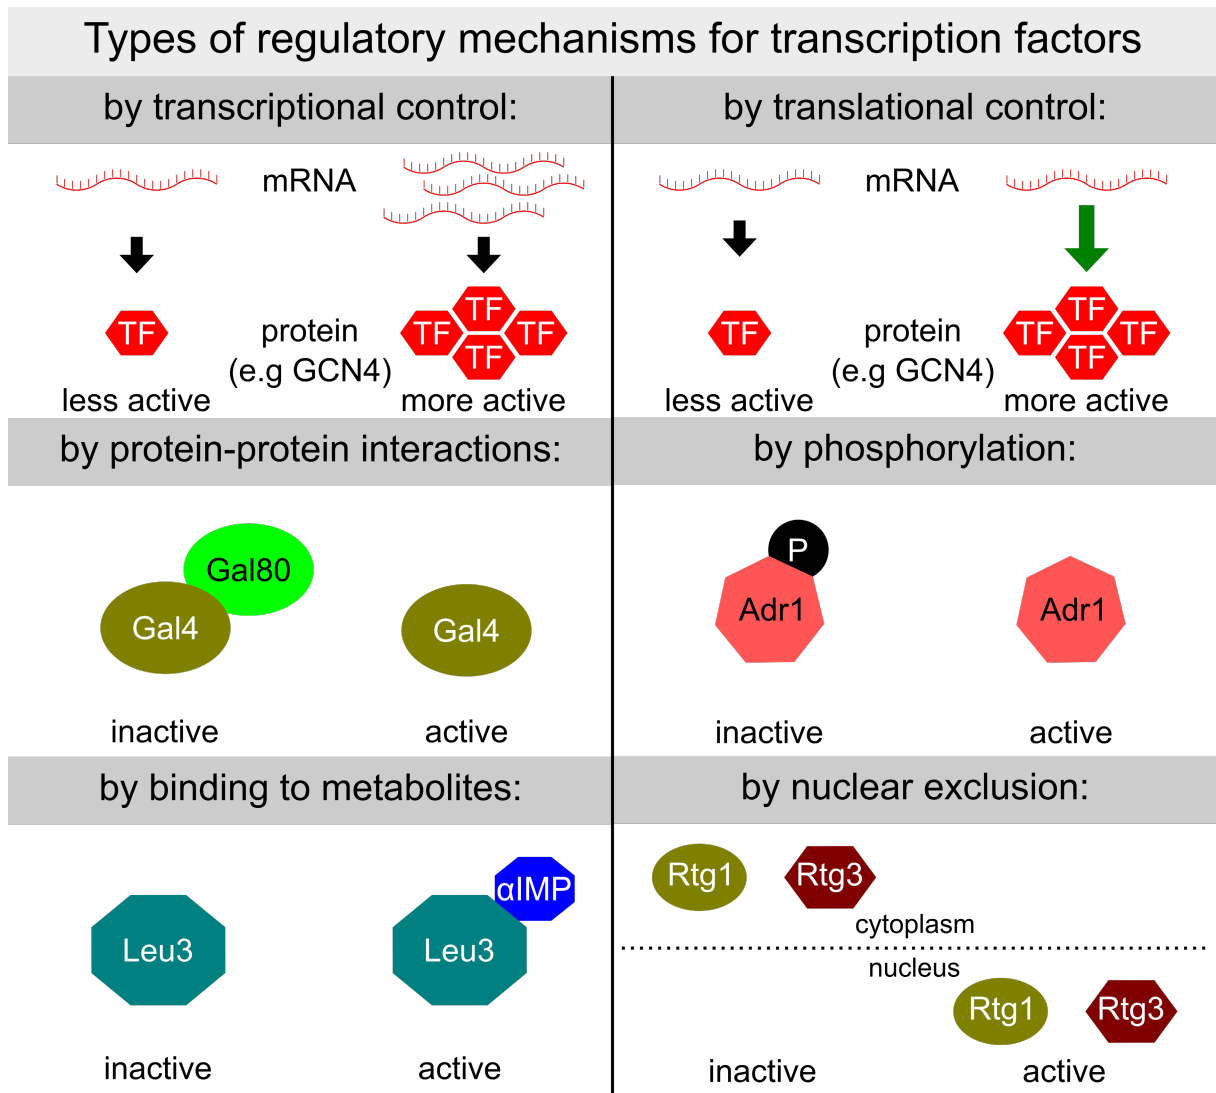 Types of regulatory mechanisms for transcription factors
by transcriptional control:
mRNA
TF
protein
(e.g GCN4)
TF
TF
TF
TF
less active
more active
by translational control:
mRNA
TF
protein
(e.g GCN4)
TF
TF
TF
TF
less active
more active
by protein-protein interactions:
Gal80
Gal4
Gal4
inactive
active
by phosphorylation:
P
Adr1
Adr1
inactive
active
by binding to metabolites:
αIMP
Leu3
Leu3
inactive
active
by nuclear exclusion:
Rtg1
Rtg3
cytoplasm
nucleus
Rtg1
Rtg3
inactive
active